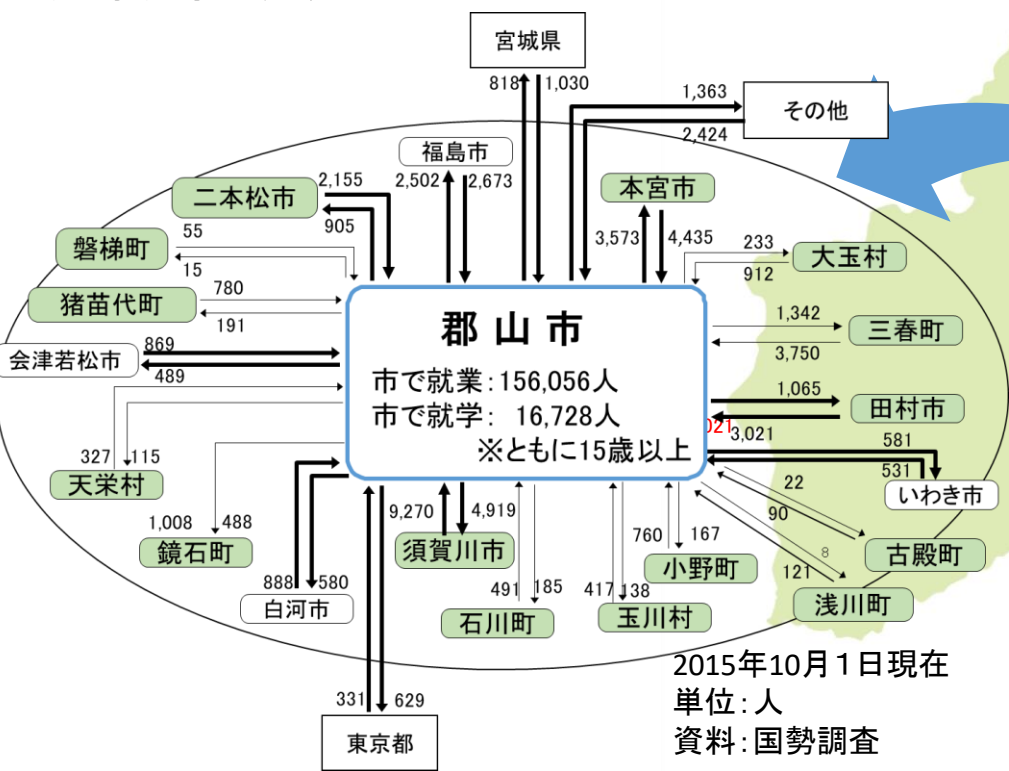 宮城県
818
1,030
1,363
その他
2,424
福島市
2,502
2,673
二本松市
2,155
905
本宮市
3,573
4,435
磐梯町
55
15
233
大玉村
912
猪苗代町
780
191
郡山市
市で就業:156,056人
市で就学: 16,728人
※ともに15歳以上
1,342
三春町
3,750
会津若松市
869
489
1,065
田村市
021
3,021
327
115
天栄村
581
531
いわき市
22
90
古殿町
1,008
488
鏡石町
9,270
4,919
須賀川市
760
167
小野町
8
121
浅川町
888
580
白河市
491
185
石川町
417
138
玉川村
331
629
東京都
2015年10月1日現在
単位:人
資料:国勢調査